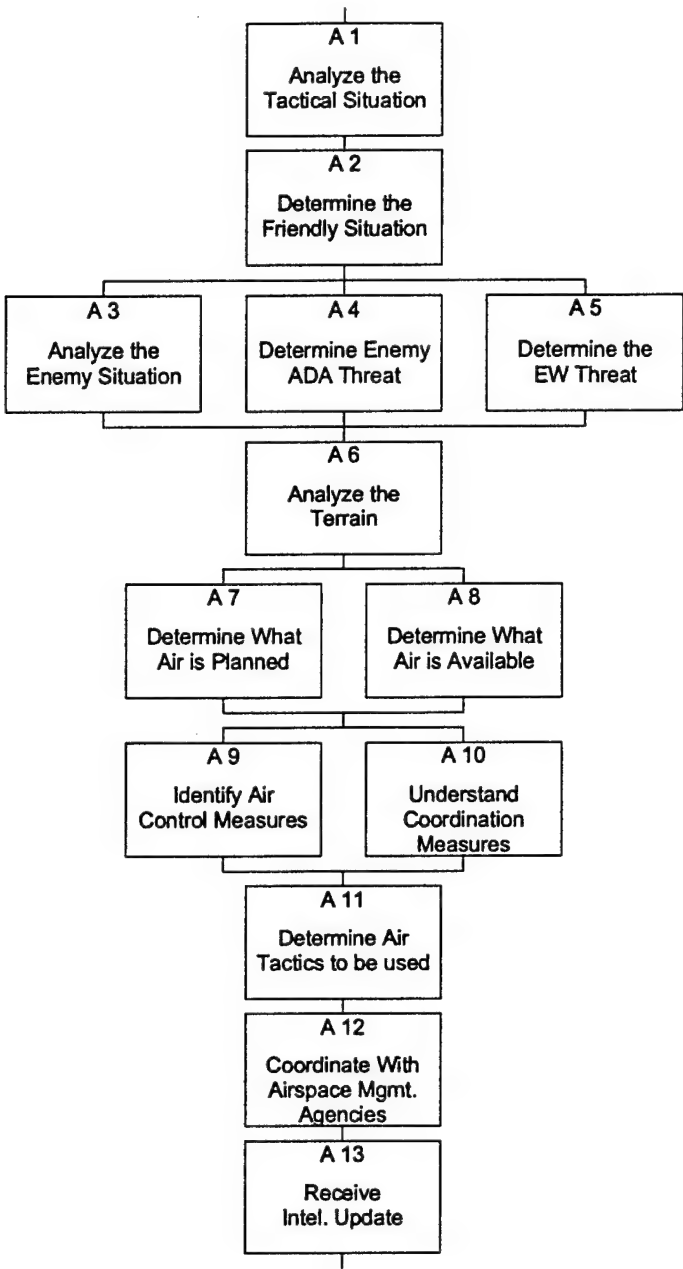 A 1
Analyze the
Tactical Situation
A 2
Determine the
Friendly Situation
A 3
Analyze the
Enemy Situation
A 4
Determine Enemy
ADA Threat
A 5
Determine the
EW Threat
A 6
Analyze the
Terrain
A 7
Determine What
Air is Planned
A 8
Determine What
Air is Available
A 9
Identify Air
Control Measures
A 10
Understand
Coordination
Measures
A 11
Determine Air
Tactics to be used
A 12
Coordinate With
Airspace Mgmt.
Agencies
A 13
Receive
Intel. Update